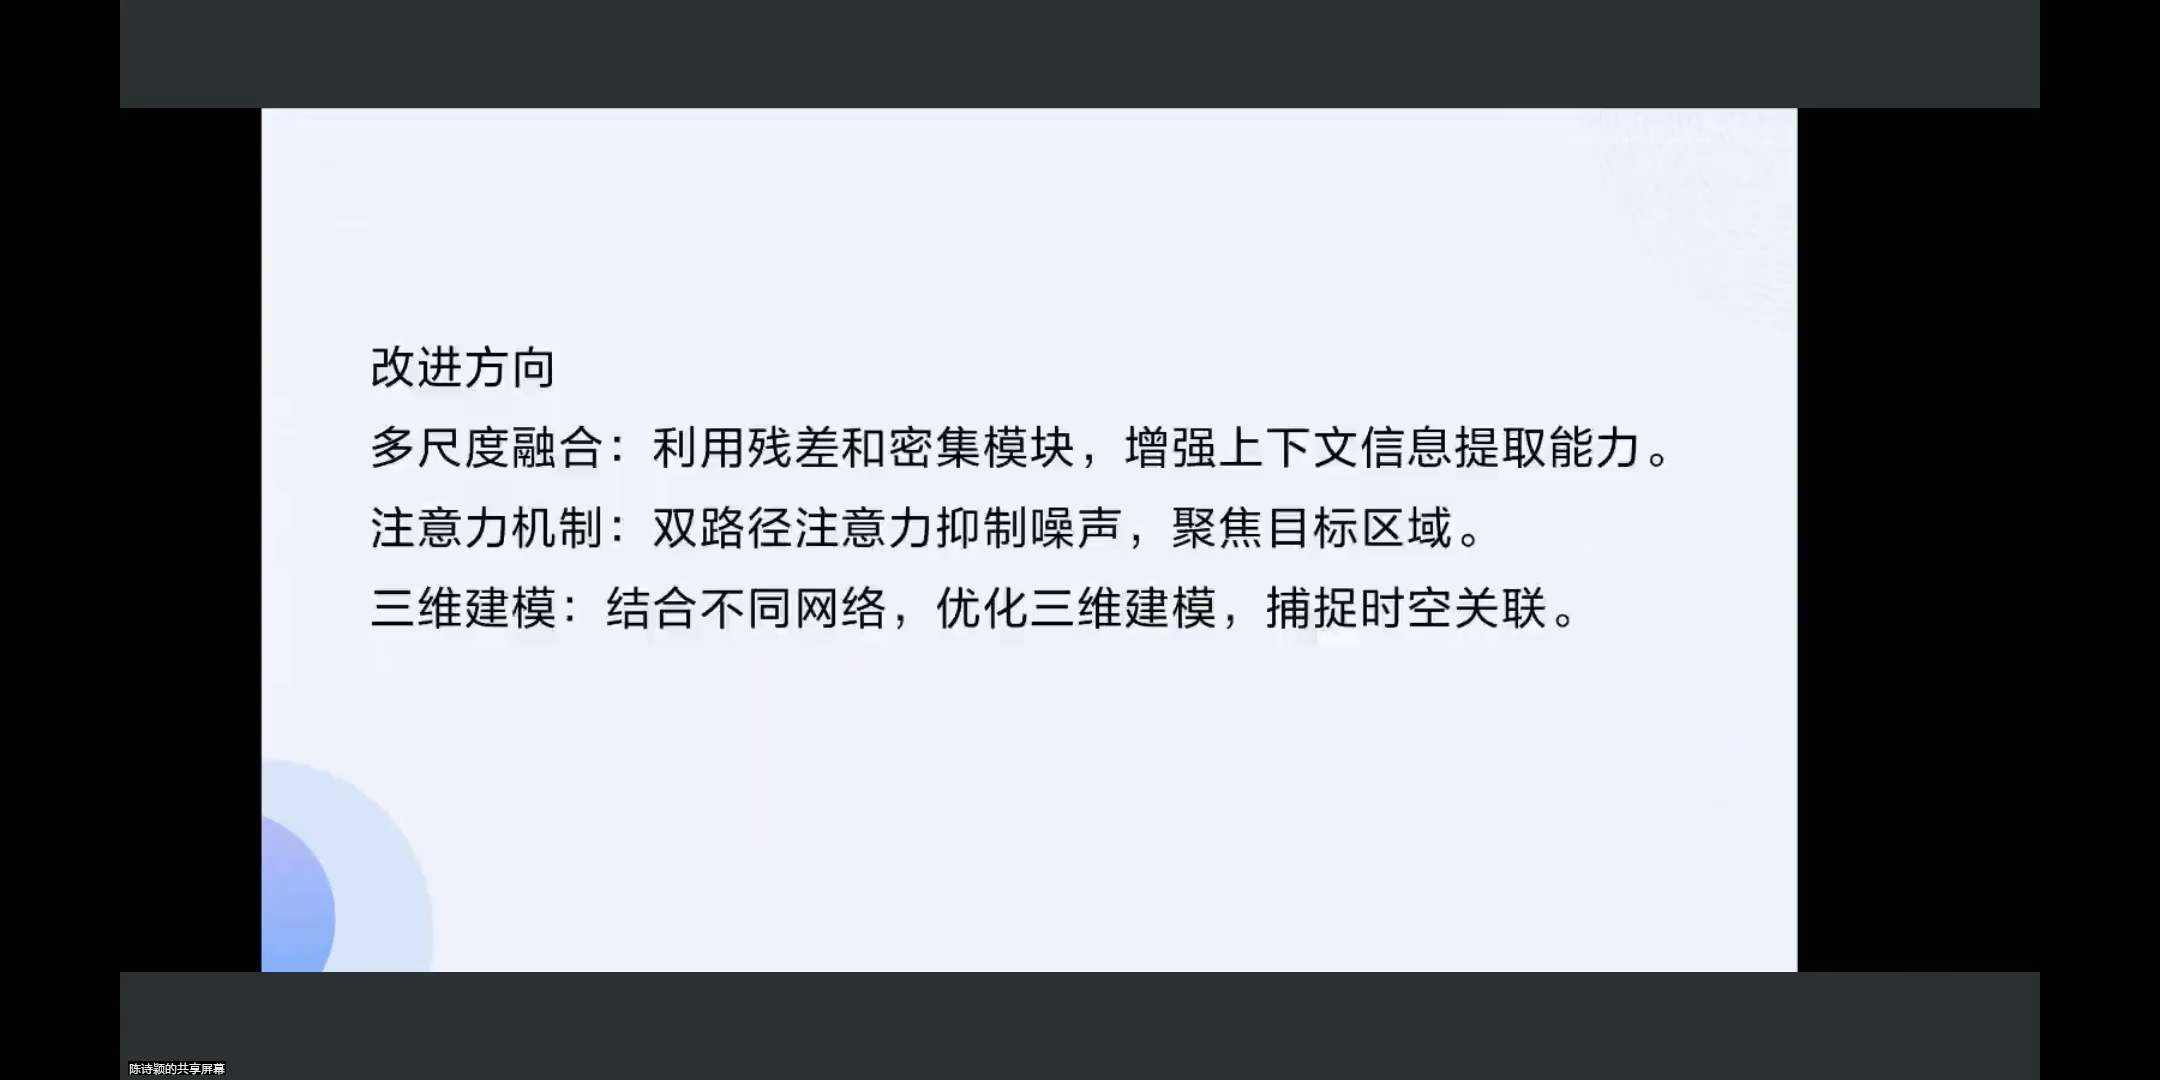 改进方向
多尺度融合：利用残差和密集模块，增强上下文信息提取能力。
注意力机制：双路径注意力抑制噪声，聚焦目标区域。
三维建模：结合不同网络，优化三维建模，捕捉时空关联。
陈诗颖的共享屏幕